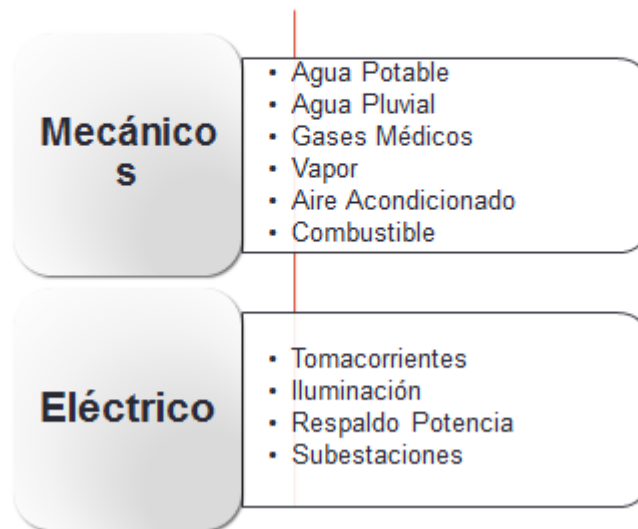 Mecánico
s
• Agua Potable
• Agua Pluvial
• Gases Médicos
• Vapor
• Aire Acondicionado
• Combustible
Eléctrico
• Tomacorrientes
• Iluminación
• Respaldo Potencia
• Subestaciones